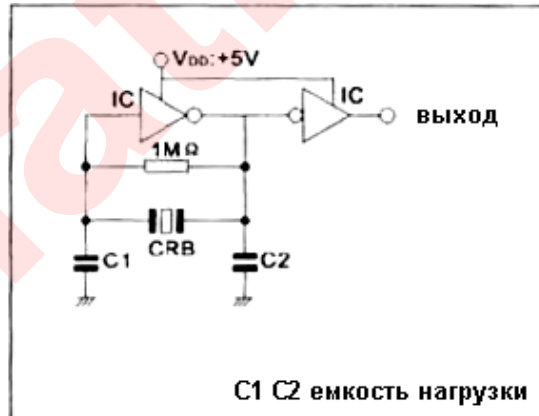 VDD:+5V
IC
IC
выход
1MΩ
CRB
C1
C2
C1 C2 емкость нагрузки